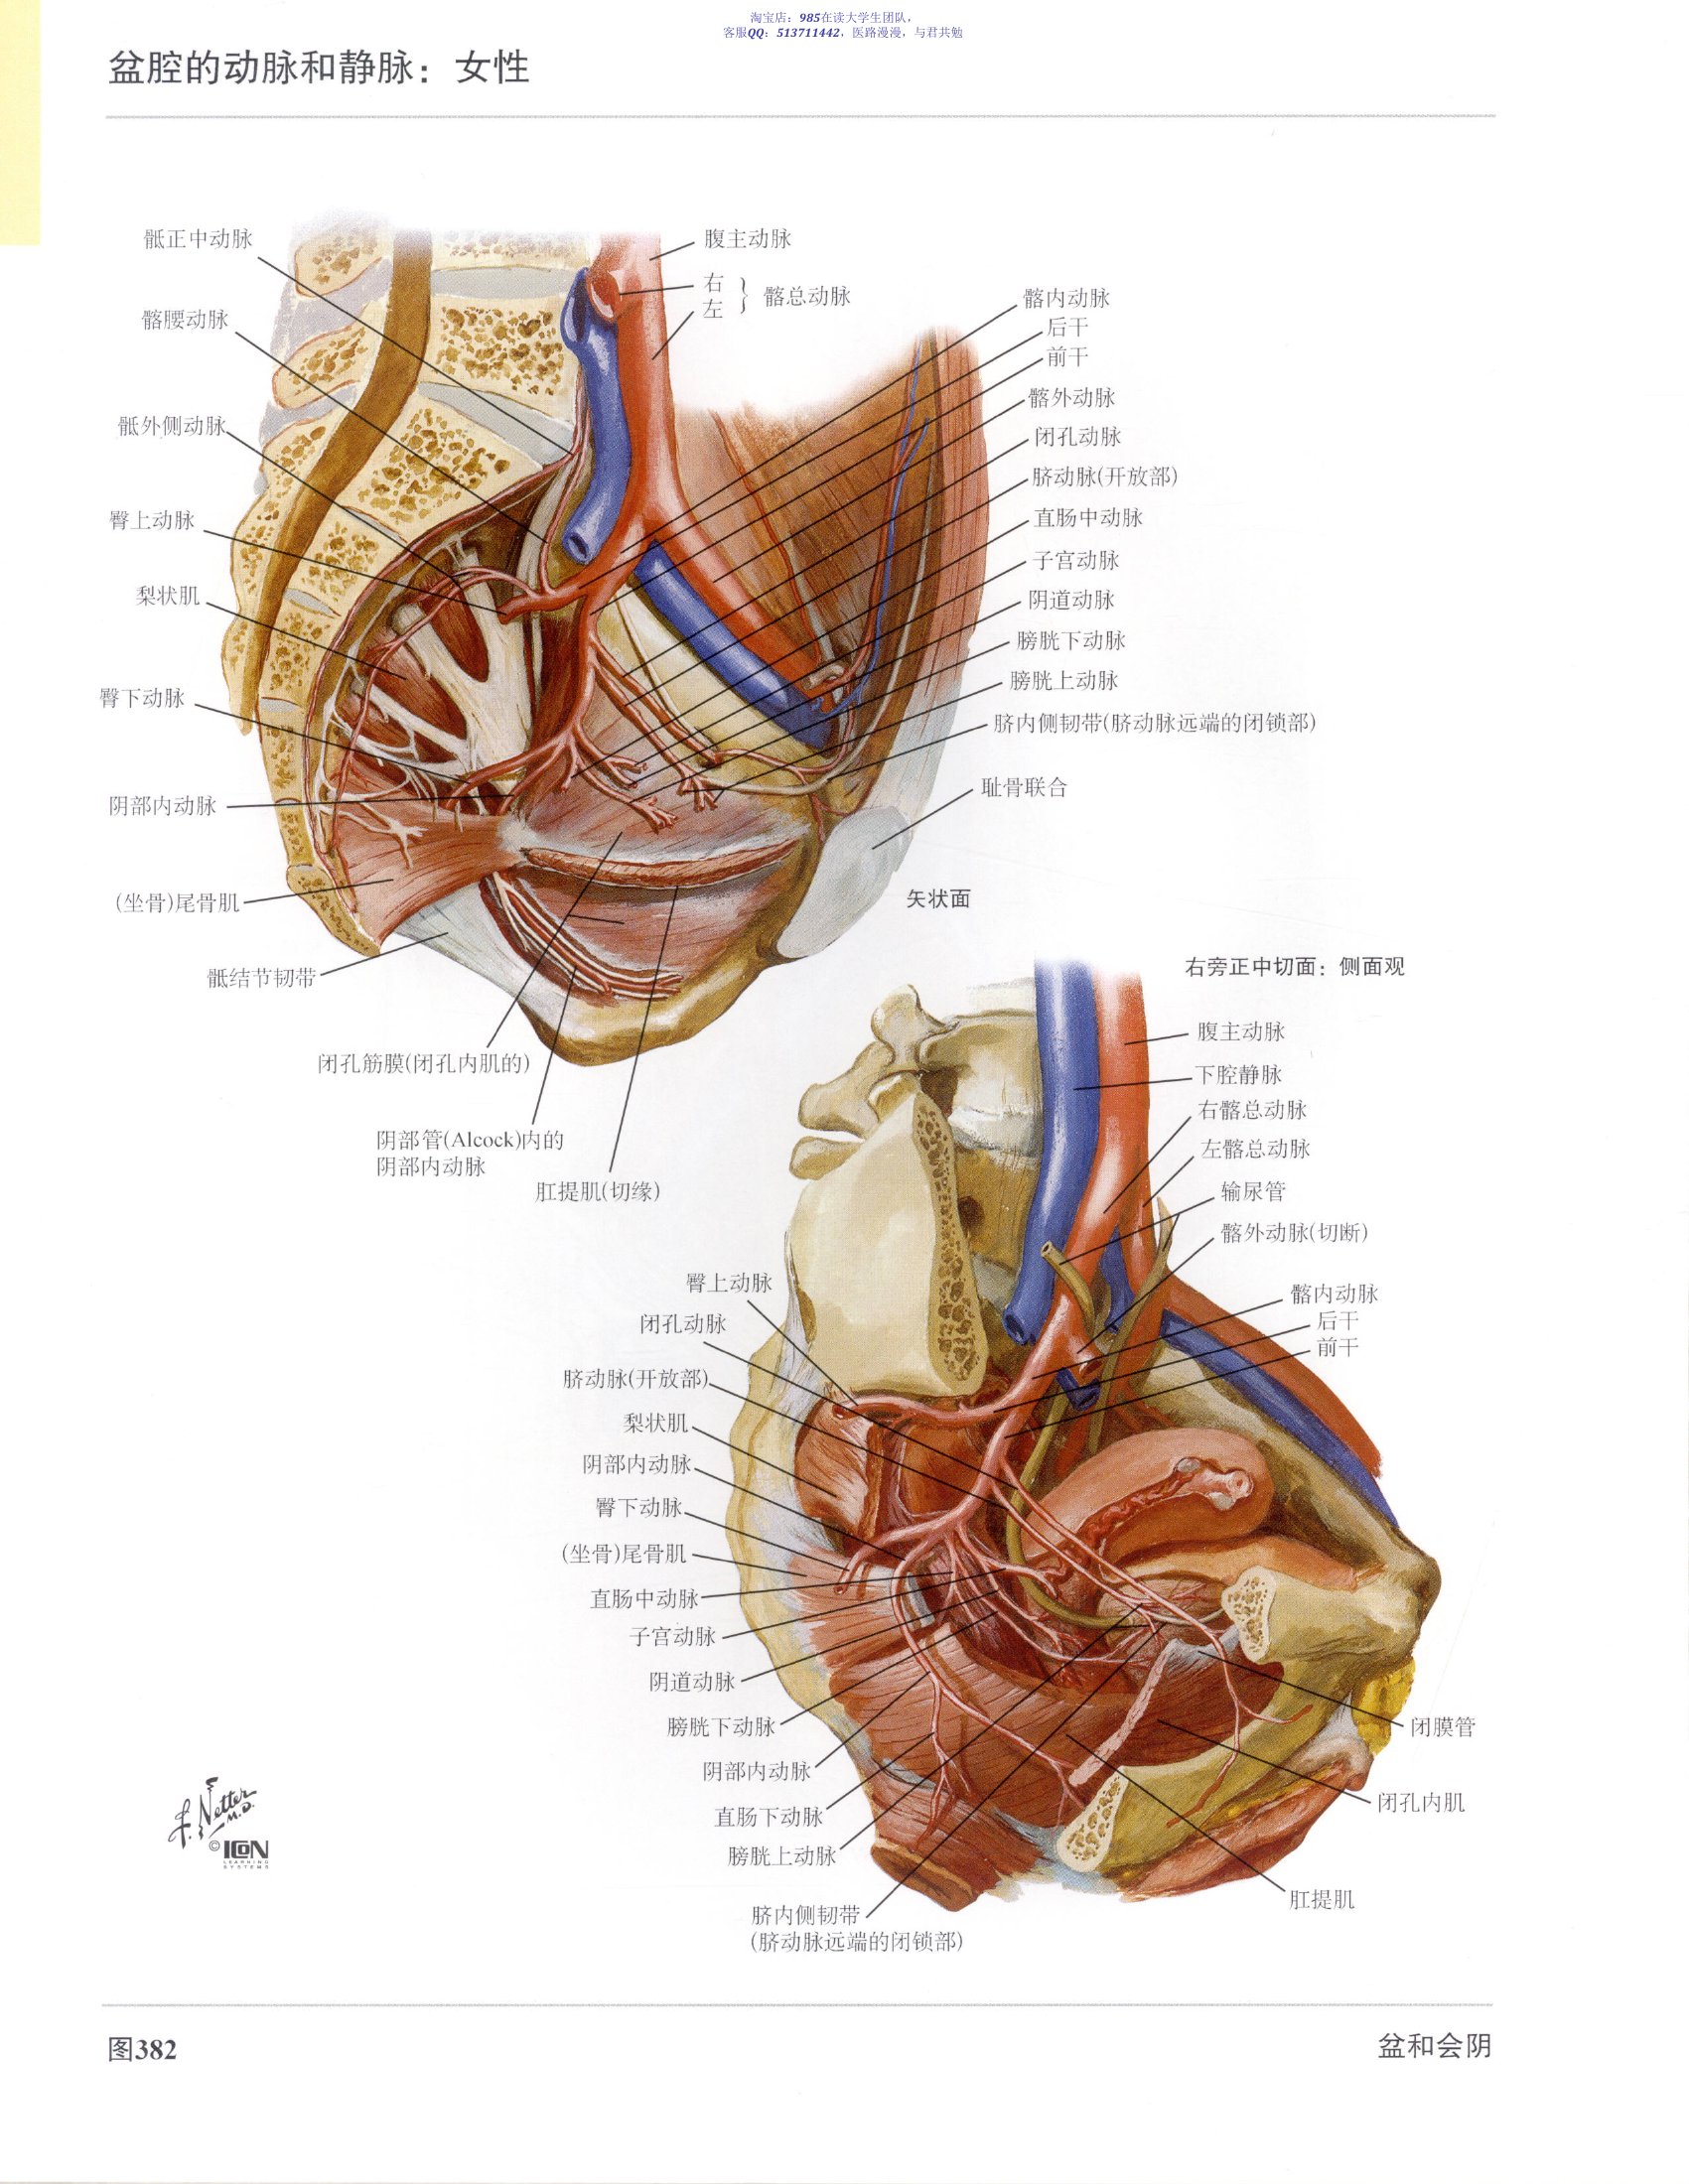 淘宝店：985在读大学生团队，
客服QQ：513711442，医路漫漫，与君共勉
盆腔的动脉和静脉：女性
骶正中动脉
髂腰动脉
骶外侧动脉
臀上动脉
梨状肌
臀下动脉
阴部内动脉
(坐骨)尾骨肌
骶结节韧带
闭孔筋膜(闭孔内肌的)
阴部管(Alcock)内的
阴部内动脉
肛提肌(切缘)
腹主动脉
右
左
} 髂总动脉
髂内动脉
后干
前干
髂外动脉
闭孔动脉
脐动脉(开放部)
直肠中动脉
子宫动脉
阴道动脉
膀胱下动脉
膀胱上动脉
脐内侧韧带(脐动脉远端的闭锁部)
耻骨联合
矢状面
右旁正中切面：侧面观
腹主动脉
下腔静脉
右髂总动脉
左髂总动脉
输尿管
髂外动脉(切断)
髂内动脉
后干
前干
臀上动脉
闭孔动脉
脐动脉(开放部)
梨状肌
阴部内动脉
臀下动脉
(坐骨)尾骨肌
直肠中动脉
子宫动脉
阴道动脉
膀胱下动脉
阴部内动脉
直肠下动脉
膀胱上动脉
脐内侧韧带
(脐动脉远端的闭锁部)
闭膜管
闭孔内肌
肛提肌
F. Netter
M.D.
© ICON
LEARNING
SYSTEMS
图382
盆和会阴